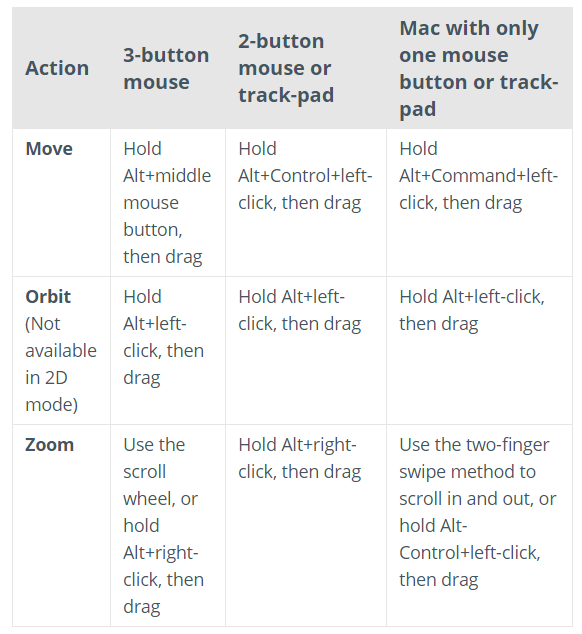 Action
3-button
mouse
2-button
mouse or
track-pad
Mac with only
one mouse
button or track-
pad
Move
Hold
Alt+middle
mouse
button,
then drag
Hold
Alt+Control+left-
click, then drag
Hold
Alt+Command+left-
click, then drag
Orbit
(Not
available
in 2D
mode)
Hold
Alt+left-
click, then
drag
Hold Alt+left-
click, then drag
Hold Alt+left-click,
then drag
Zoom
Use the
scroll
wheel, or
hold
Alt+right-
click, then
drag
Hold Alt+right-
click, then drag
Use the two-finger
swipe method to
scroll in and out, or
hold Alt-
Control+left-click,
then drag